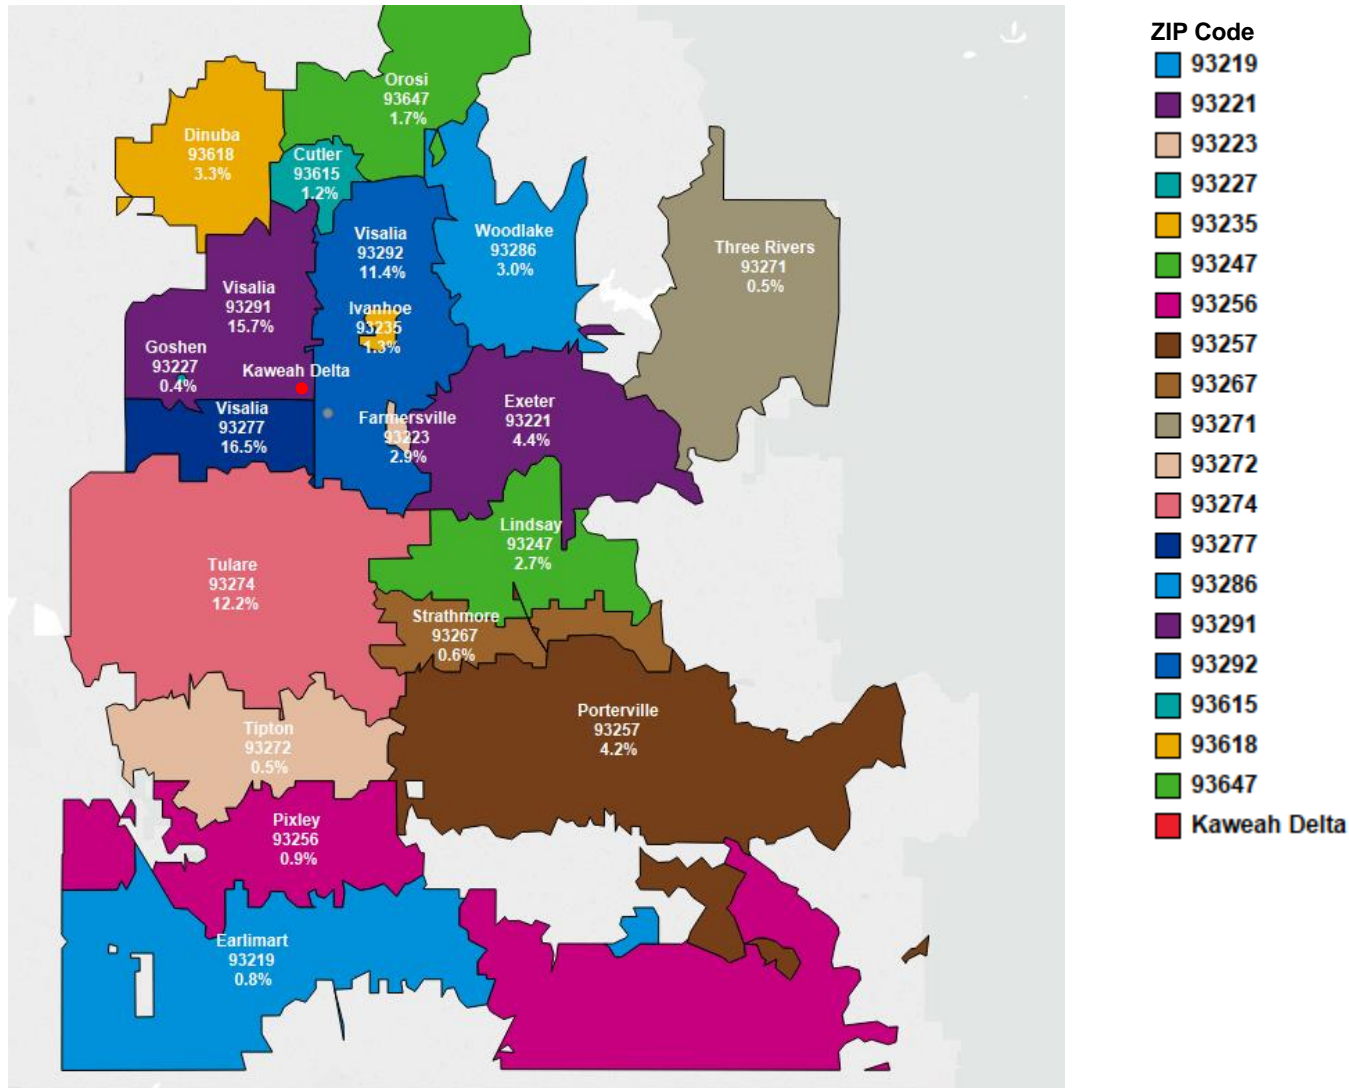 Orosi
93647
1.7%
Dinuba
93618
3.3%
Cutler
93615
1.2%
Visalia
93292
11.4%
Woodlake
93286
3.0%
Three Rivers
93271
0.5%
Visalia
93291
15.7%
Ivanhoe
93235
1.3%
Goshen
93227
0.4%
Kaweah Delta
Visalia
93277
16.5%
Farmersville
93223
2.9%
Exeter
93221
4.4%
Lindsay
93247
2.7%
Tulare
93274
12.2%
Strathmore
93267
0.6%
Porterville
93257
4.2%
Tipton
93272
0.5%
Pixley
93256
0.9%
Earlimart
93219
0.8%
ZIP Code
93219
93221
93223
93227
93235
93247
93256
93257
93267
93271
93272
93274
93277
93286
93291
93292
93615
93618
93647
Kaweah Delta